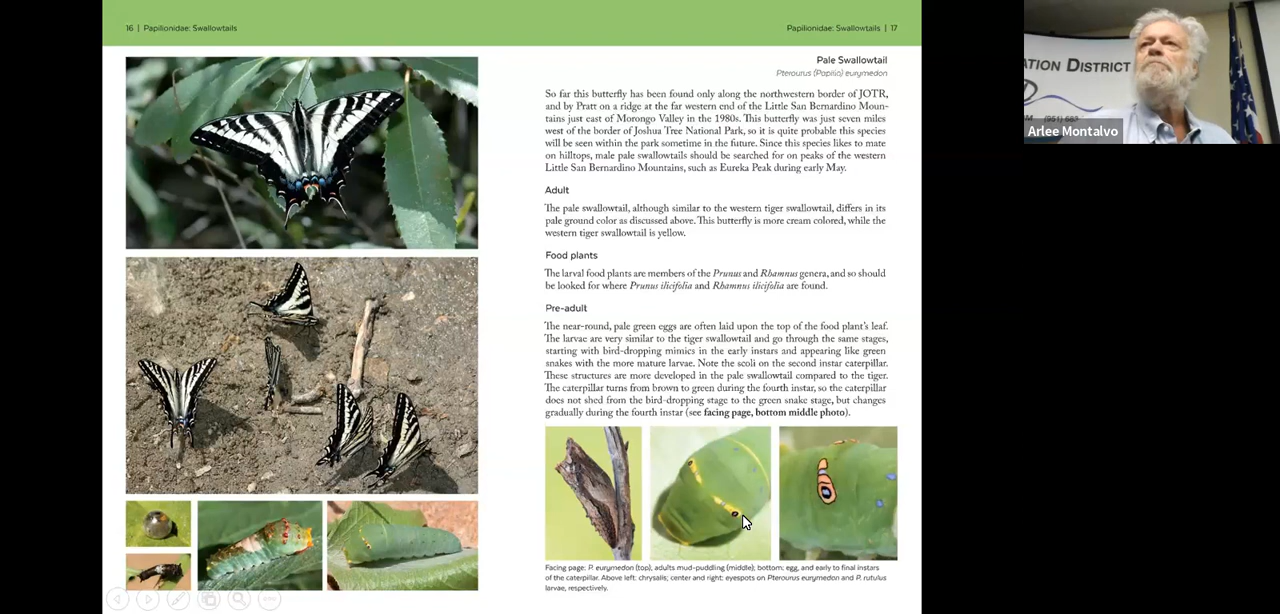 16 | Papilionidae: Swallowtails
Papilionidae: Swallowtails | 17
Pale Swallowtail
Pterourus (Papilio) eurymedon
So far this butterfly has been found only along the northwestern border of JOTR,
and by Pratt on a ridge at the far western end of the Little San Bernardino Moun-
tains just east of Morongo Valley in the 1980s. This butterfly was just seven miles
west of the border of Joshua Tree National Park, so it is quite probable this species
will be seen within the park sometime in the future. Since this species likes to mate
on hilltops, male pale swallowtails should be searched for on peaks of the western
Little San Bernardino Mountains, such as Eureka Peak during early May.
Adult
The pale swallowtail, although similar to the western tiger swallowtail, differs in its
pale ground color as discussed above. This butterfly is more cream colored, while the
western tiger swallowtail is yellow.
Food plants
The larval food plants are members of the Prunus and Rhamnus genera, and so should
be looked for where Prunus ilicifolia and Rhamnus ilicifolia are found.
Pre-adult
The near-round, pale green eggs are often laid upon the top of the food plant's leaf.
The larvae are very similar to the tiger swallowtail and go through the same stages,
starting with bird-dropping mimics in the early instars and appearing like green
snakes with the more mature larvae. Note the scoli on the second instar caterpillar.
These structures are more developed in the pale swallowtail compared to the tiger.
The caterpillar turns from brown to green during the fourth instar, so the caterpillar
does not shed from the bird-dropping stage to the green snake stage, but changes
gradually during the fourth instar (see facing page, bottom middle photo).
Facing page: P. eurymedon (top), adults mud-puddling (middle); bottom: egg, and early to final instars
of the caterpillar. Above left: chrysalis; center and right: eyespots on Pterourus eurymedon and P. rutulus
larvae, respectively.
ATION DISTRICT
(951) 683
Arlee Montalvo